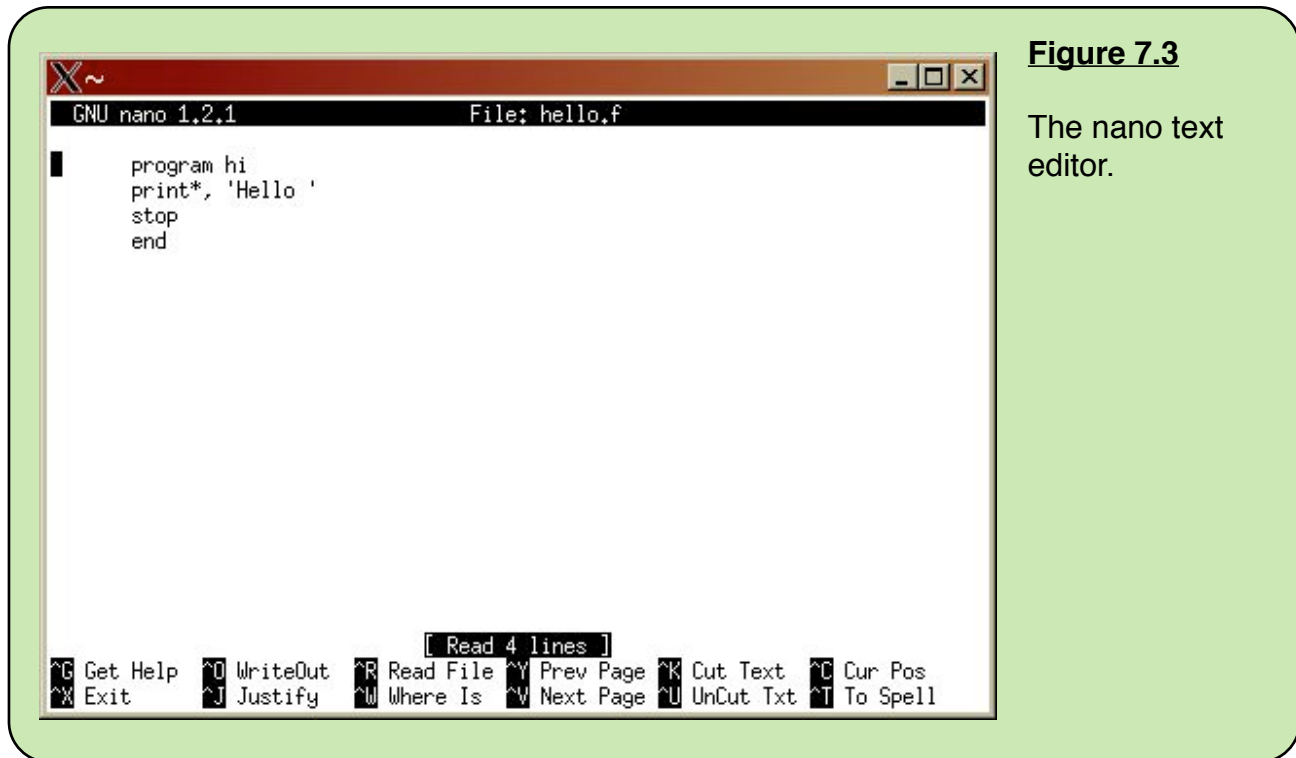 ~
GNU nano 1.2.1 File: hello.f
program hi
print*, 'Hello '
stop
end
[ Read 4 lines ]
^G Get Help ^O WriteOut ^R Read File ^Y Prev Page ^K Cut Text ^C Cur Pos
^X Exit ^J Justify ^W Where Is ^V Next Page ^U UnCut Txt ^T To Spell
Figure 7.3
The nano text
editor.